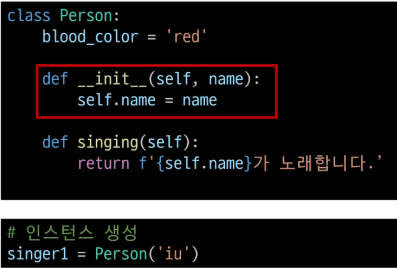 class Person:
    blood_color = 'red'
    def __init__(self, name):
        self.name = name
    def singing(self):
        return f'{self.name}가 노래합니다.’
# 인스턴스 생성
singer1 = Person('iu')